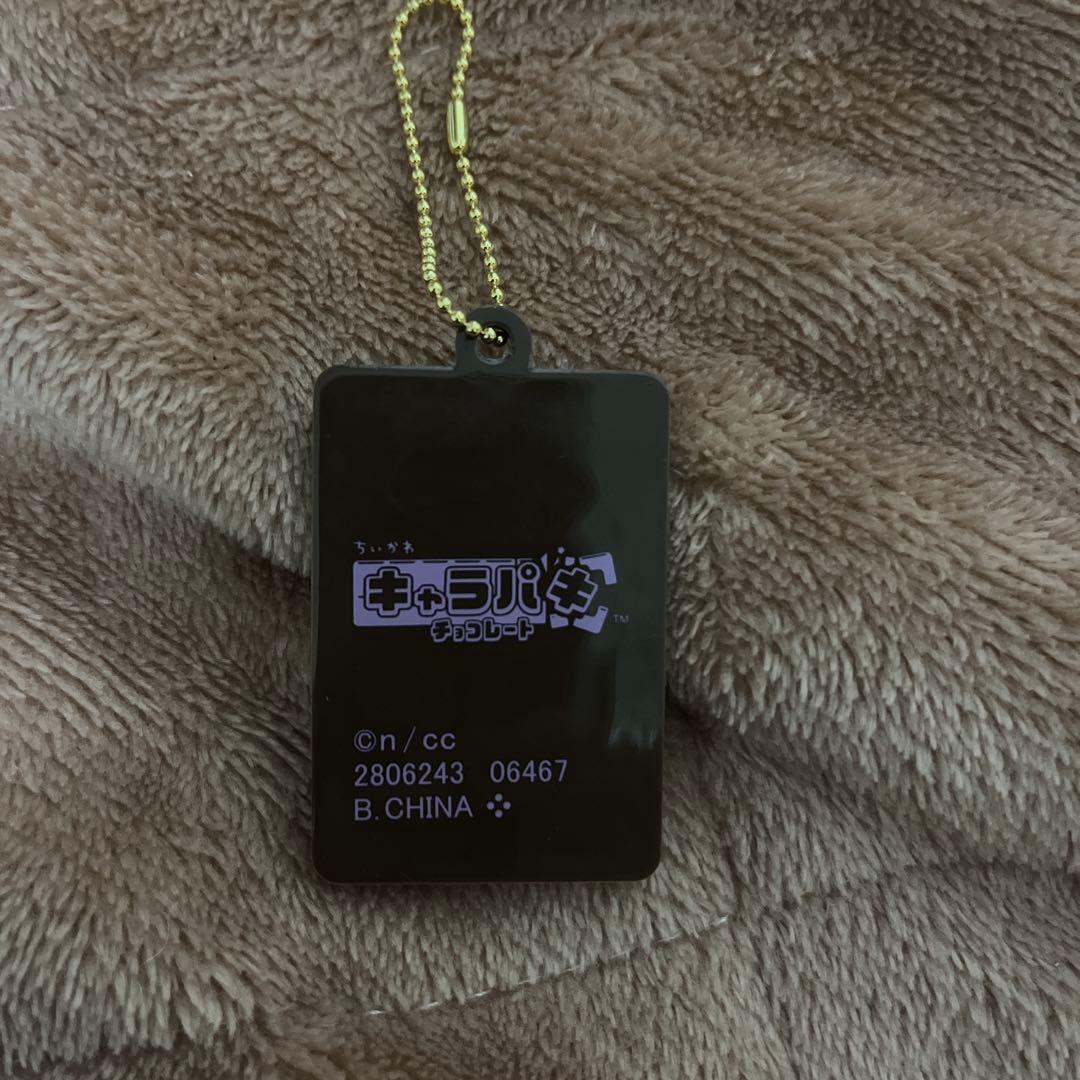 ちいかわ
キャラパキ
チョコレート
TM
©n/cc
2806243 06467
B. CHINA